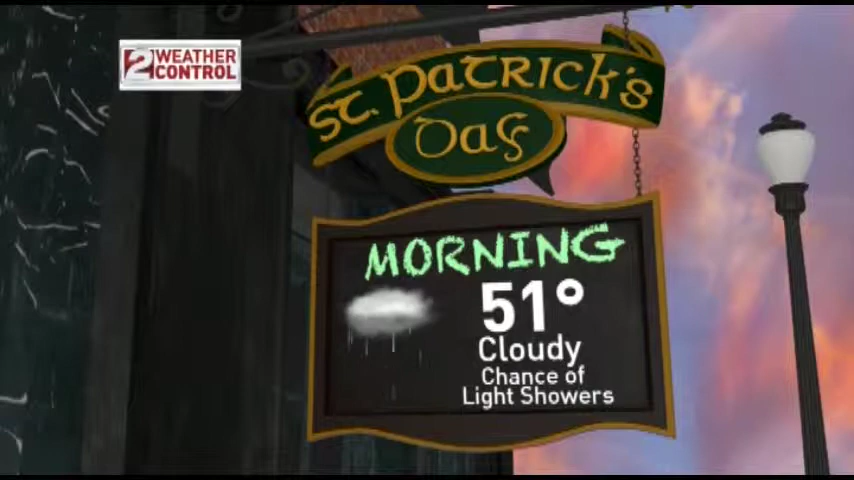 2 WEATHER
CONTROL
St. Patrick's
Day
MORNING
51°
Cloudy
Chance of
Light Showers